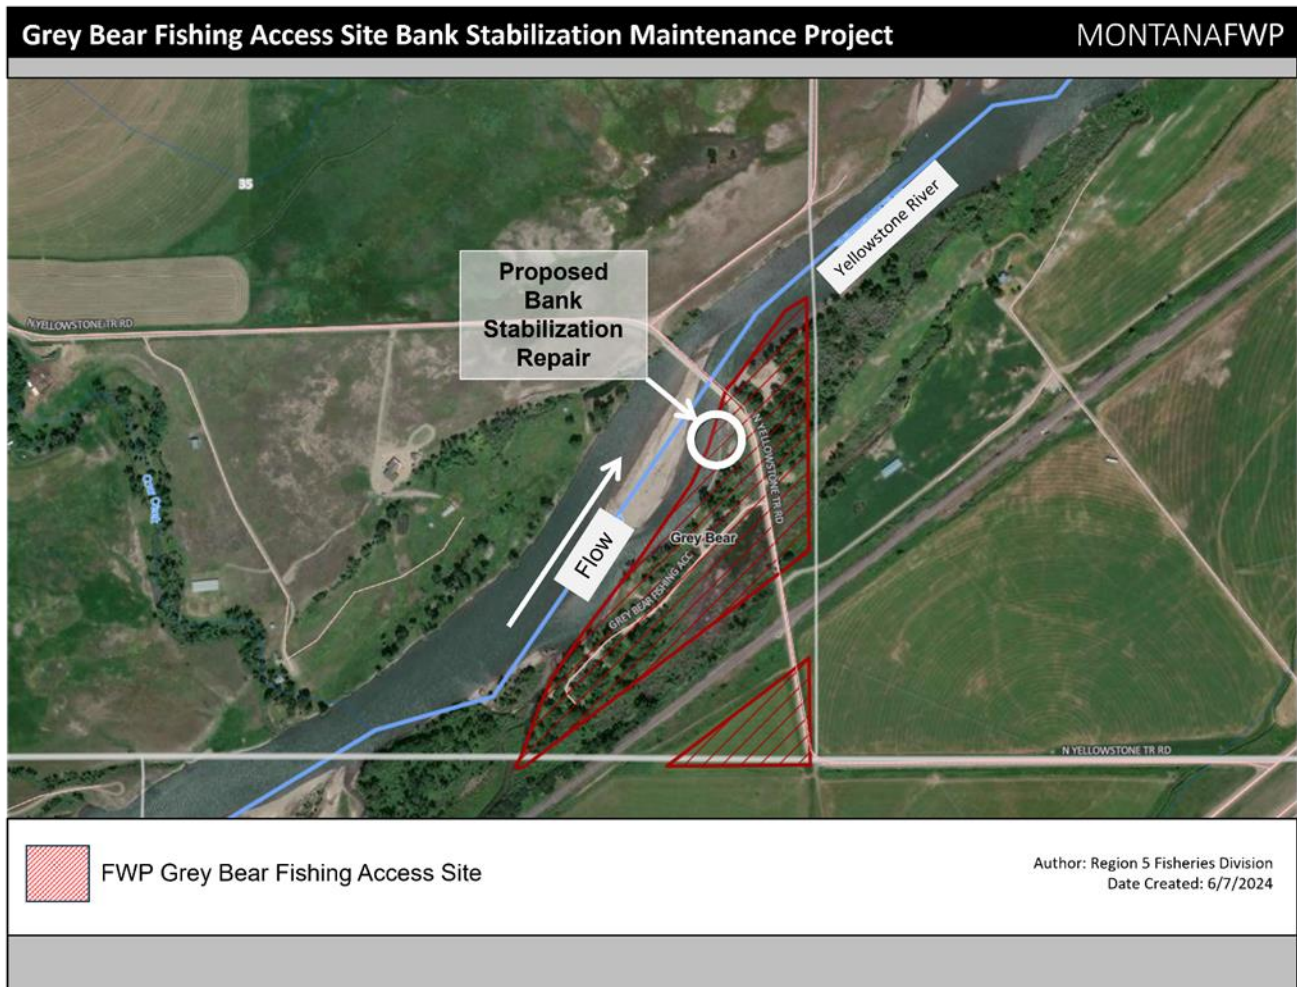 Grey Bear Fishing Access Site Bank Stabilization Maintenance Project
MONTANAFWP
35
Yellowstone River
Proposed
Bank
Stabilization
Repair
N YELLOWSTONE TR RD
N YELLOWSTONE TR RD
Grey Bear
Flow
GREY BEAR FISHING ACC
N YELLOWSTONE TR RD
FWP Grey Bear Fishing Access Site
Author: Region 5 Fisheries Division
Date Created: 6/7/2024